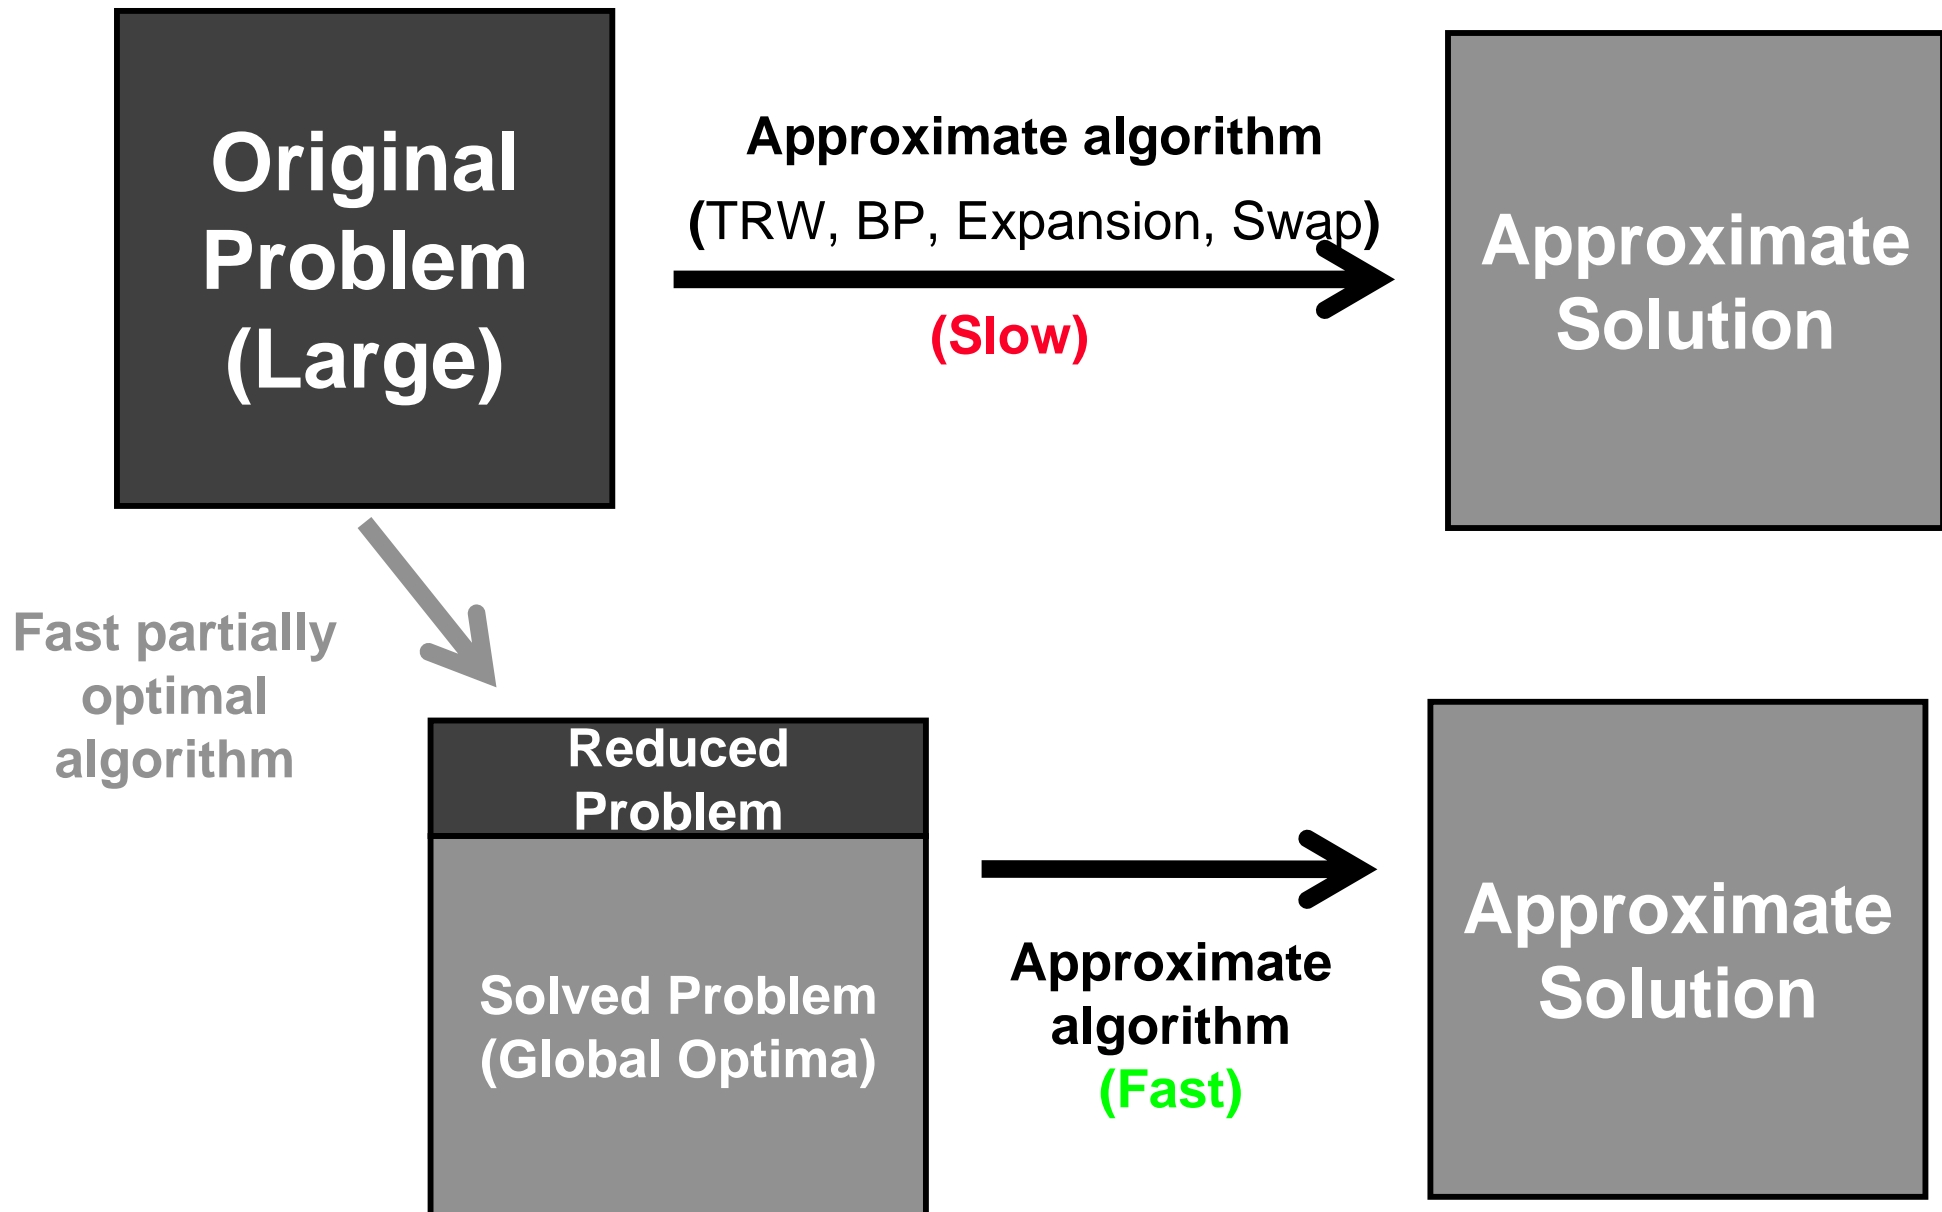 Original
Problem
(Large)
Approximate algorithm
(TRW, BP, Expansion, Swap)
(Slow)
Approximate
Solution
Fast partially
optimal
algorithm
Reduced
Problem
Solved Problem
(Global Optima)
Approximate
algorithm
(Fast)
Approximate
Solution